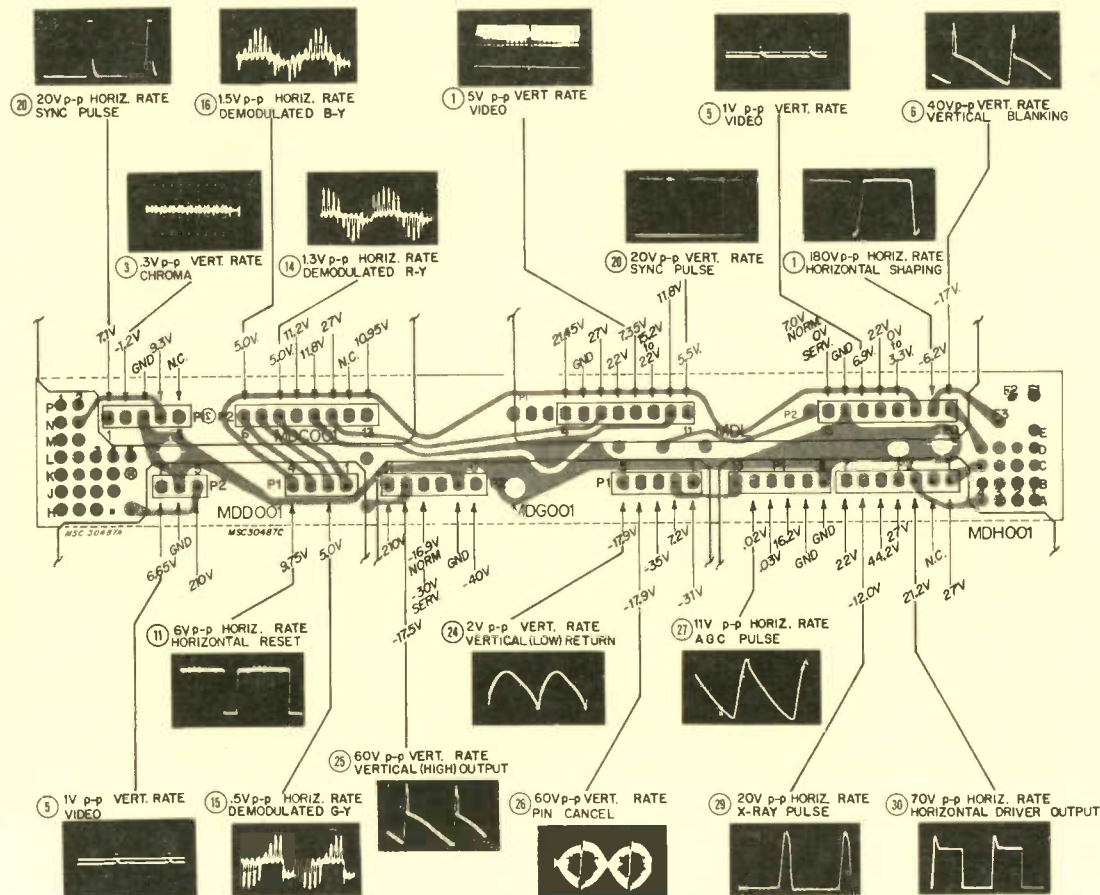 20 20V p-p HORIZ. RATE
SYNC PULSE
16 1.5V p-p HORIZ. RATE
DEMODULATED B-Y
1 5V p-p VERT RATE
VIDEO
5 1V p-p VERT. RATE
VIDEO
6 40V p-p VERT. RATE
VERTICAL BLANKING
3 .3V p-p VERT. RATE
CHROMA
14 1.3V p-p HORIZ. RATE
DEMODULATED R-Y
20 20V p-p VERT. RATE
SYNC PULSE
1 180V p-p HORIZ. RATE
HORIZONTAL SHAPING
7.1V
-1.2V
GND
9.3V
N.C.
5.0V
5.0V
11.2V
11.8V
27V
N.C.
10.95V
21.45V
GND
27V
22V
7.35V
15.2V
to
22V
11.8V
5.5V.
7.0V
NORM.
0V
SERV.
GND
6.9V
22V
0V
to
3.3V
-6.2V
-17V
P
N
M
L
K
J
H
P2
MDC001
P1
MDL
P2
E2
E1
E3
E
D
C
B
A
P2
P1
P1
MDD001
MDG001
MDH001
MSC 30487A
MSC30487C
6.65V
GND
210V
9.75V
5.0V
210V
-17.5V
-16.9V
NORM
-30V
SERV.
GND
-40V
-17.9V
-17.9V
-35V
7.2V
-31V
.02V
.03V
16.2V
GND
GND
22V
-12.0V
44.2V
27V
21.2V
N.C.
27V
11 6V p-p HORIZ. RATE
HORIZONTAL RESET
24 2V p-p VERT. RATE
VERTICAL (LOW) RETURN
27 11V p-p HORIZ. RATE
AGC PULSE
25 60V p-p VERT. RATE
VERTICAL (HIGH) OUTPUT
5 1V p-p VERT. RATE
VIDEO
15 .5V p-p HORIZ. RATE
DEMODULATED G-Y
26 60V p-p VERT. RATE
PIN CANCEL
29 20V p-p HORIZ RATE
X-RAY PULSE
30 70V p-p HORIZ. RATE
HORIZONTAL DRIVER OUTPUT